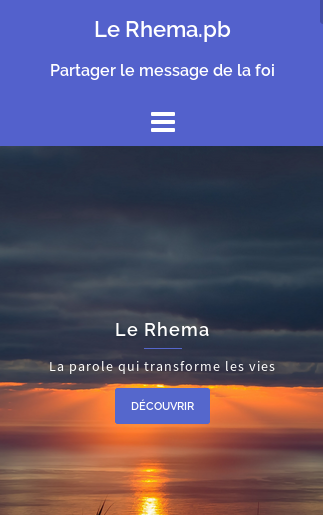 Le Rhema.pb
Partager le message de la foi
Le Rhema
La parole qui transforme les vies
DÉCOUVRIR